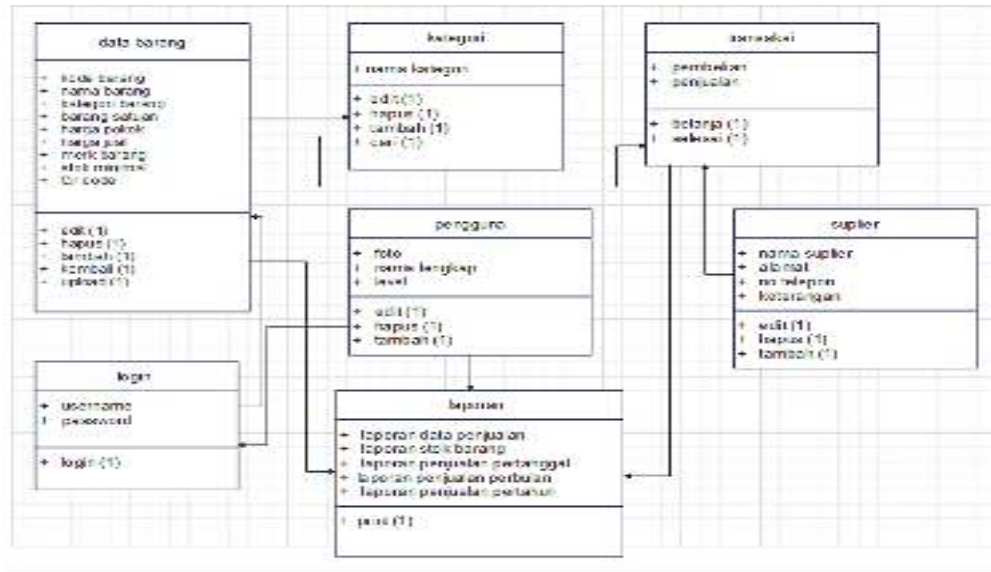 data barang
+ kode barang
+ nama barang
+ kategori barang
+ barang satuan
+ harga pokok
+ harga jual
+ merk barang
+ stok minimal
+ edit (1)
+ hapus (1)
+ tambah (1)
+ kembali (1)
+ upload (1)
kategori
+ nama kategori
+ edit (1)
+ hapus (1)
+ tambah (1)
+ cari (1)
+ pembelian
+ penjualan
+ belanja (1)
+ selesai (1)
pengguna
+ foto
+ nama lengkap
+ level
+ edit (1)
+ hapus (1)
+ tambah (1)
suplier
+ nama suplier
+ alamat
+ no telepon
+ keterangan
+ edit (1)
+ hapus (1)
+ tambah (1)
login
+ username
+ password
+ login (1)
laporan
+ laporan data penjualan
+ laporan stok barang
+ laporan penjualan pertanggal
+ laporan penjualan perbulan
+ laporan penjualan pertahun
+ print (1)